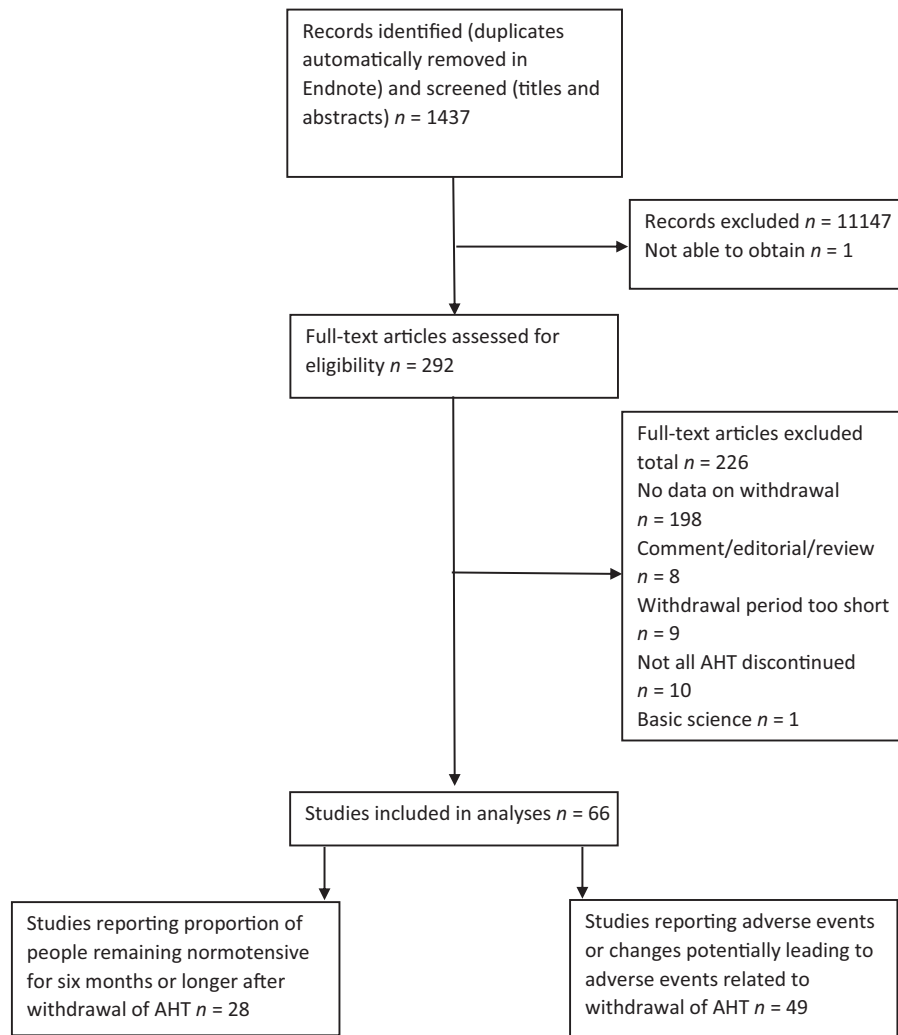 Records identified (duplicates
automatically removed in
Endnote) and screened (titles and
abstracts) n = 1437
Records excluded n = 11147
Not able to obtain n = 1
Full-text articles assessed for
eligibility n = 292
Full-text articles excluded
total n = 226
No data on withdrawal
n = 198
Comment/editorial/review
n = 8
Withdrawal period too short
n = 9
Not all AHT discontinued
n = 10
Basic science n = 1
Studies included in analyses n = 66
Studies reporting proportion of
people remaining normotensive
for six months or longer after
withdrawal of AHT n = 28
Studies reporting adverse events
or changes potentially leading to
adverse events related to
withdrawal of AHT n = 49